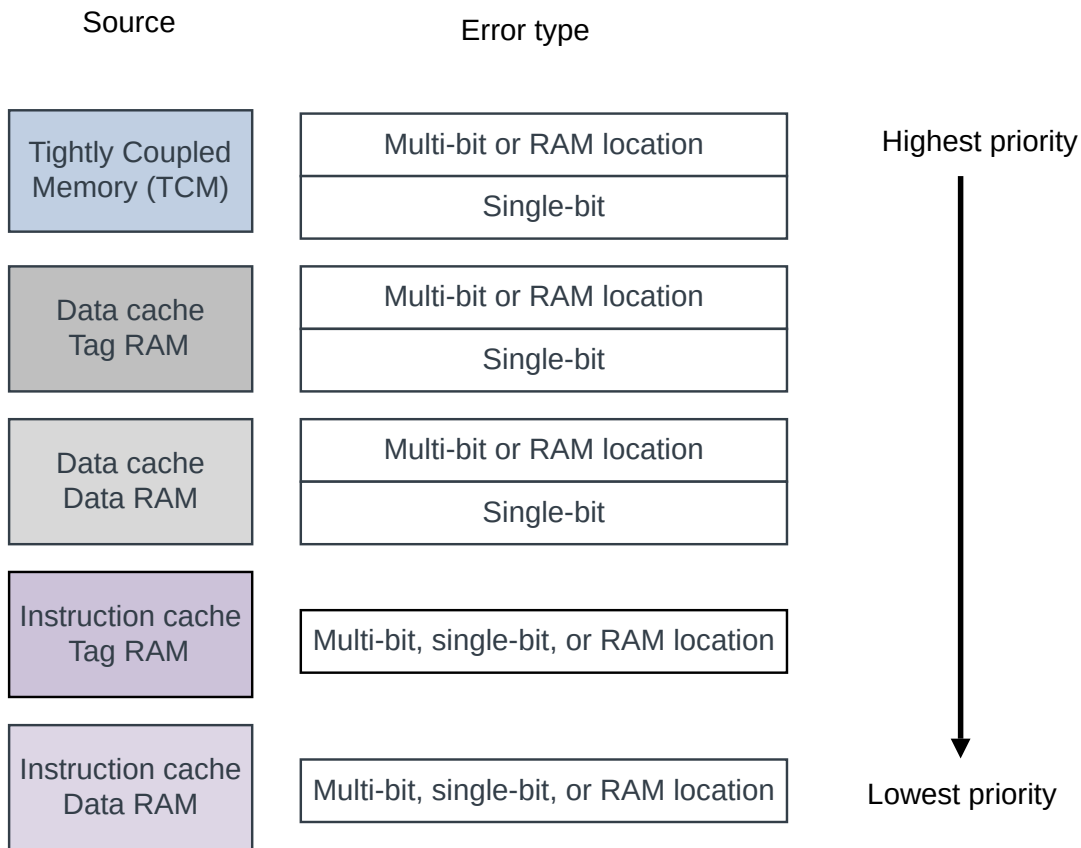 Source
Error type
Tightly Coupled
Memory (TCM)
Multi-bit or RAM location
Single-bit
Highest priority
Data cache
Tag RAM
Multi-bit or RAM location
Single-bit
Data cache
Data RAM
Multi-bit or RAM location
Single-bit
Instruction cache
Tag RAM
Multi-bit, single-bit, or RAM location
Instruction cache
Data RAM
Multi-bit, single-bit, or RAM location
Lowest priority